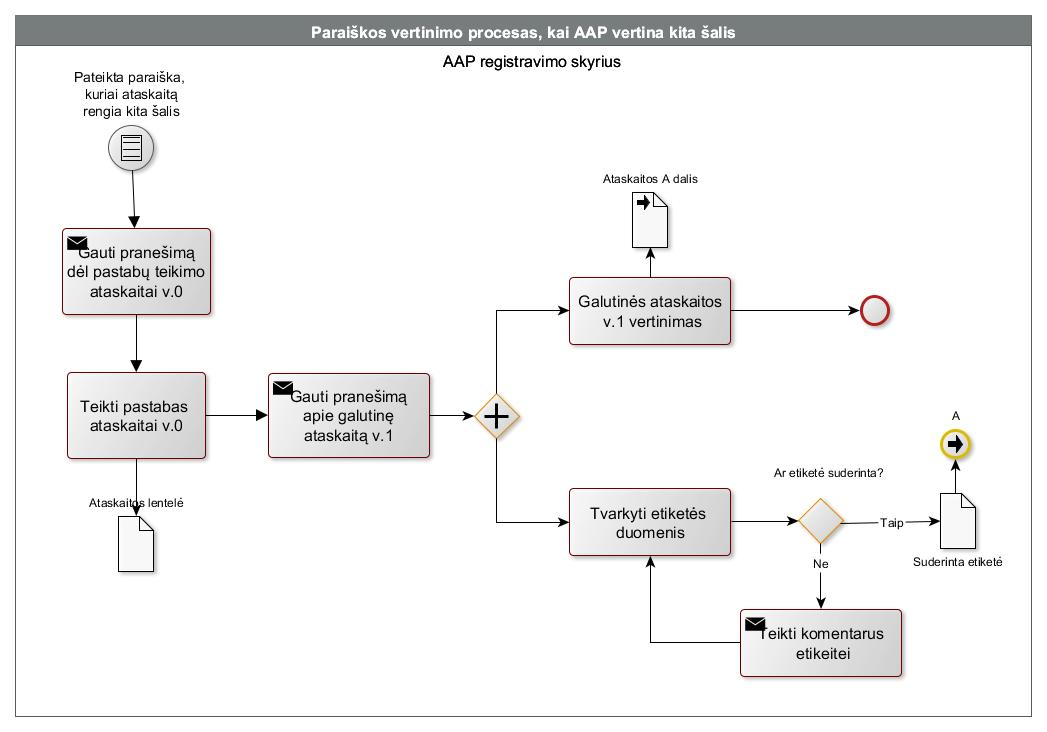 Paraiškos vertinimo procesas, kai AAP vertina kita šalis
AAP registravimo skyrius
Pateikta paraiška,
kuriai ataskaitą
rengia kita šalis
Gauti pranešimą
dėl pastabų teikimo
ataskaitai v.0
Teikti pastabas
ataskaitai v.0
Ataskaitos lentelė
Gauti pranešimą
apie galutinę
ataskaitą v.1
Ataskaitos A dalis
Galutinės ataskaitos
v.1 vertinimas
Tvarkyti etiketės
duomenis
Ar etiketė suderinta?
Taip
Ne
A
Suderinta etiketė
Teikti komentarus
etikeitei